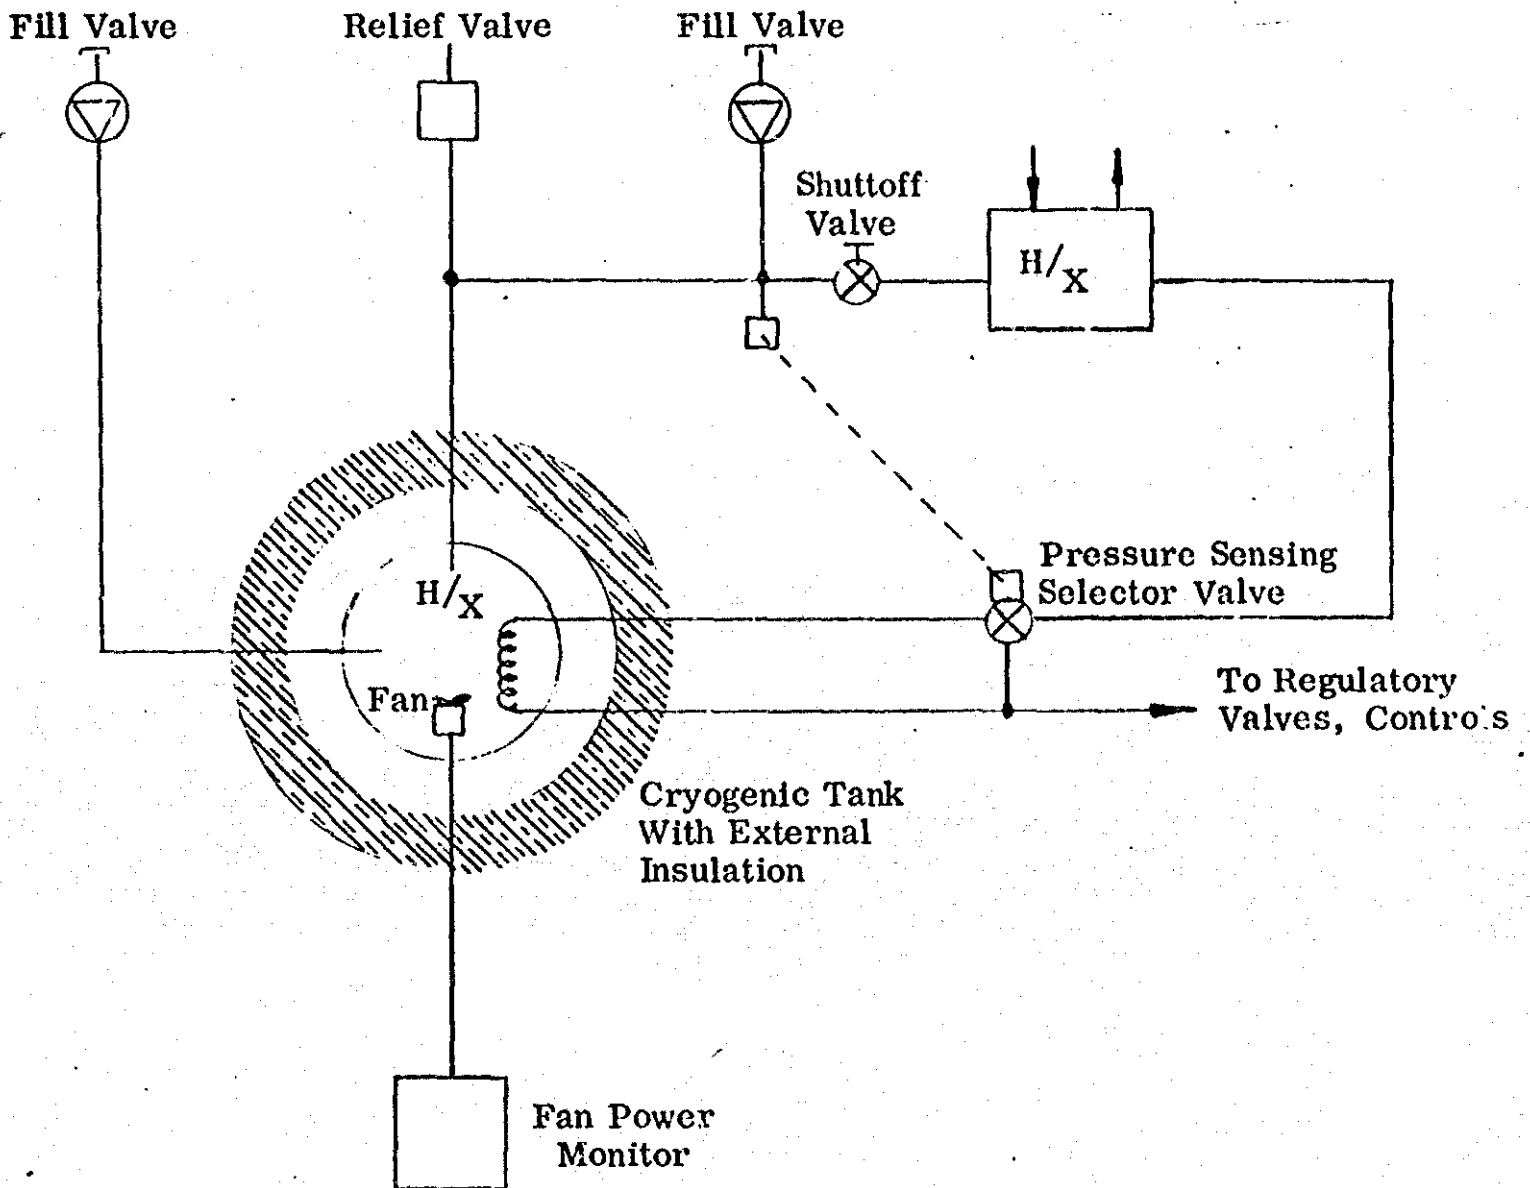 Fill Valve
Relief Valve
Fill Valve
Shuttoff
Valve
H/X
Pressure Sensing
Selector Valve
H/X
Fan
To Regulatory
Valves, Controls
Cryogenic Tank
With External
Insulation
Fan Power
Monitor